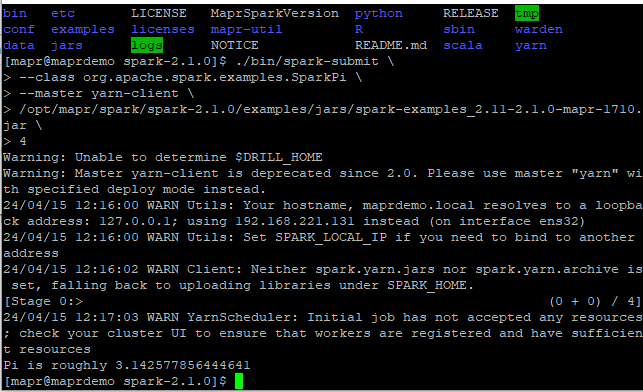 bin etc LICENSE MaprSparkVersion python RELEASE tmp
conf examples licenses mapr-util R sbin warden
data jars logs NOTICE README.md scala yarn
[mapr@maprdemo spark-2.1.0]$ ./bin/spark-submit \
> --class org.apache.spark.examples.SparkPi \
> --master yarn-client \
> /opt/mapr/spark/spark-2.1.0/examples/jars/spark-examples_2.11-2.1.0-mapr-1710.
jar \
> 4
Warning: Unable to determine $DRILL_HOME
Warning: Master yarn-client is deprecated since 2.0. Please use master "yarn" wi
th specified deploy mode instead.
24/04/15 12:16:00 WARN Utils: Your hostname, maprdemo.local resolves to a loopba
ck address: 127.0.0.1; using 192.168.221.131 instead (on interface ens32)
24/04/15 12:16:00 WARN Utils: Set SPARK_LOCAL_IP if you need to bind to another
address
24/04/15 12:16:02 WARN Client: Neither spark.yarn.jars nor spark.yarn.archive is
 set, falling back to uploading libraries under SPARK_HOME.
[Stage 0:> (0 + 0) / 4]
24/04/15 12:17:03 WARN YarnScheduler: Initial job has not accepted any resources
; check your cluster UI to ensure that workers are registered and have sufficien
t resources
Pi is roughly 3.142577856444641
[mapr@maprdemo spark-2.1.0]$